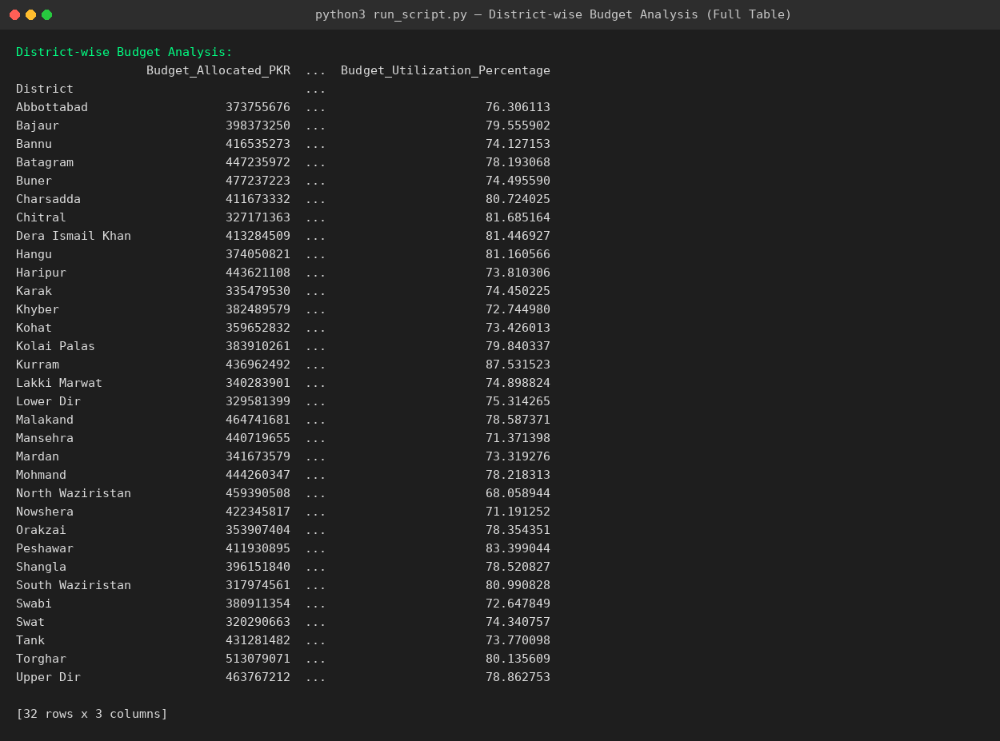 python3 run_script.py — District-wise Budget Analysis (Full Table)
District-wise Budget Analysis:
                  Budget_Allocated_PKR  ...  Budget_Utilization_Percentage
District                                ...
Abbottabad                   373755676  ...                      76.306113
Bajaur                       398373250  ...                      79.555902
Bannu                        416535273  ...                      74.127153
Batagram                     447235972  ...                      78.193068
Buner                        477237223  ...                      74.495590
Charsadda                    411673332  ...                      80.724025
Chitral                      327171363  ...                      81.685164
Dera Ismail Khan             413284509  ...                      81.446927
Hangu                        374050821  ...                      81.160566
Haripur                      443621108  ...                      73.810306
Karak                        335479530  ...                      74.450225
Khyber                       382489579  ...                      72.744980
Kohat                        359652832  ...                      73.426013
Kolai Palas                  383910261  ...                      79.840337
Kurram                       436962492  ...                      87.531523
Lakki Marwat                 340283901  ...                      74.898824
Lower Dir                    329581399  ...                      75.314265
Malakand                     464741681  ...                      78.587371
Mansehra                     440719655  ...                      71.371398
Mardan                       341673579  ...                      73.319276
Mohmand                      444260347  ...                      78.218313
North Waziristan             459390508  ...                      68.058944
Nowshera                     422345817  ...                      71.191252
Orakzai                      353907404  ...                      78.354351
Peshawar                     411930895  ...                      83.399044
Shangla                      396151840  ...                      78.520827
South Waziristan             317974561  ...                      80.990828
Swabi                        380911354  ...                      72.647849
Swat                         320290663  ...                      74.340757
Tank                         431281482  ...                      73.770098
Torghar                      513079071  ...                      80.135609
Upper Dir                    463767212  ...                      78.862753
[32 rows x 3 columns]